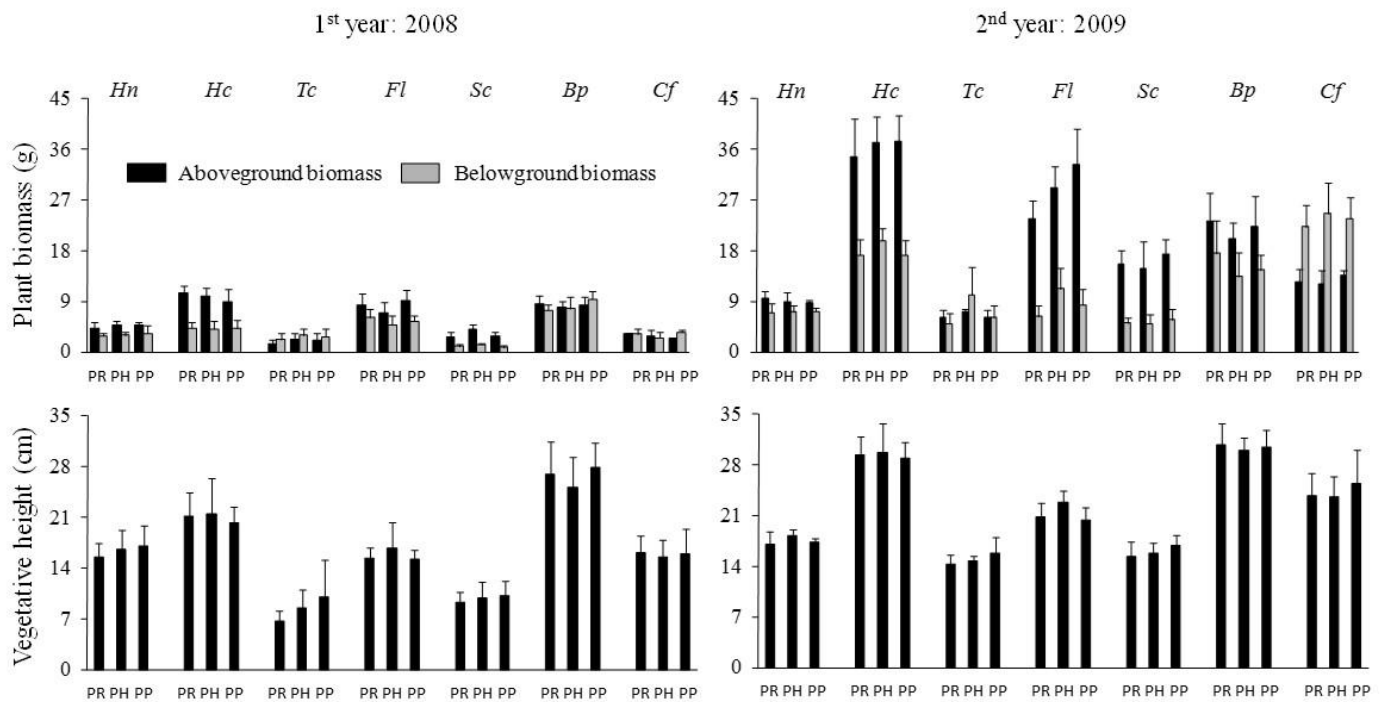 1st year: 2008
2nd year: 2009
Hn Hc Tc Fl Sc Bp Cf
Hn Hc Tc Fl Sc Bp Cf
Plant biomass (g)
45
36
27
18
9
0
Aboveground biomass Belowground biomass
PR PH PP PR PH PP PR PH PP PR PH PP PR PH PP PR PH PP PR PH PP
45
36
27
18
9
0
PR PH PP PR PH PP PR PH PP PR PH PP PR PH PP PR PH PP PR PH PP
Vegetative height (cm)
35
28
21
14
7
0
PR PH PP PR PH PP PR PH PP PR PH PP PR PH PP PR PH PP PR PH PP
35
28
21
14
7
0
PR PH PP PR PH PP PR PH PP PR PH PP PR PH PP PR PH PP PR PH PP